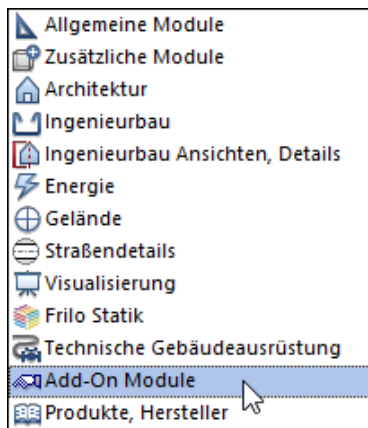 Allgemeine Module
Zusätzliche Module
Architektur
Ingenieurbau
Ingenieurbau Ansichten, Details
Energie
Gelände
Straßendetails
Visualisierung
Frilo Statik
Technische Gebäudeausrüstung
Add-On Module
Produkte, Hersteller